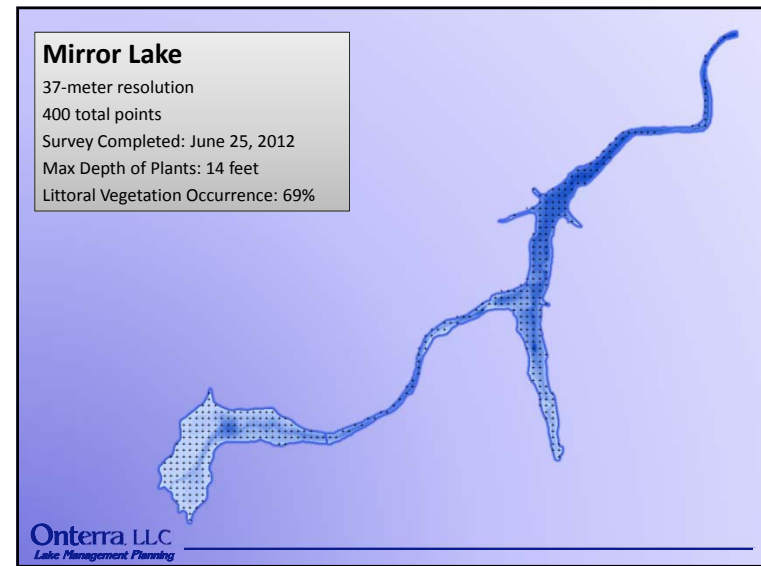 Mirror Lake
37-meter resolution
400 total points
Survey Completed: June 25, 2012
Max Depth of Plants: 14 feet
Littoral Vegetation Occurrence: 69%
Onterra, LLC
Lake Management Planning